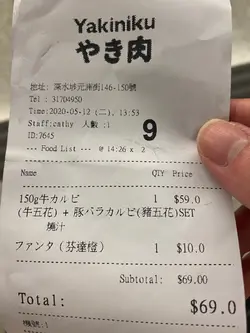 Yakiniku
やき肉
地址: 深水埗元洲街146-150號
Tel : 31704950
Time:2020-05-12 (二), 13:53
Staff:cathy 人數 :1
ID:7645
9
--- Food List --- @ 14:26 x 2
Name QTY Price
150g牛カルビ 1 $59.0
(牛五花) + 豚バラカルビ(豬五花)SET
燒汁
ファンタ (芬達橙) 1 $10.0
Subtotal: $69.00
Total: $69.0
機號:1